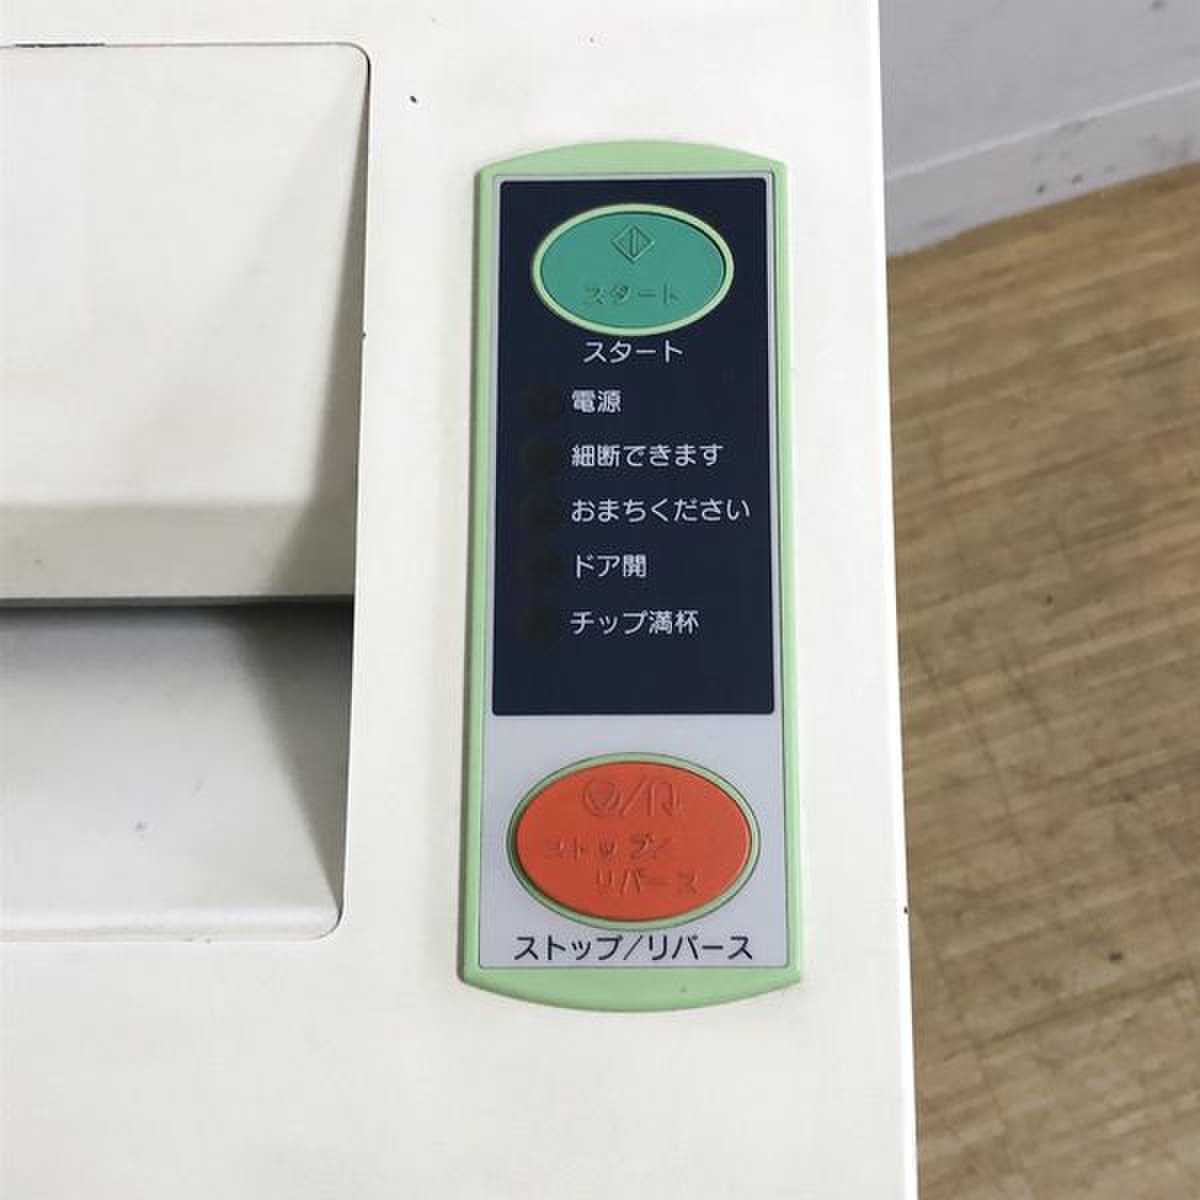 スタート
スタート
電源
細断できます
おまちください
ドア開
チップ満杯
ストップ/
リバース
ストップ/リバース